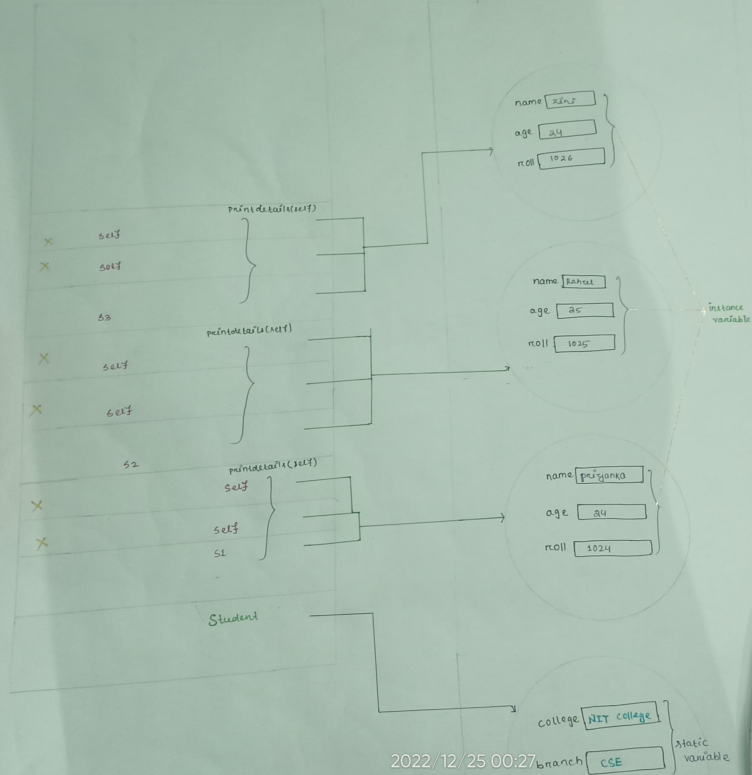 name
age 24
roll 1026
printdetails(self)
self
self
name Rahul
age 25
roll 1025
instance
variable
s3
printdetails(self)
self
self
s2
printdetails(self)
self
self
s1
name priyanka
age 24
roll 1024
Student
college NIT college
branch CSE
static
variable
2022/12/25 00:27